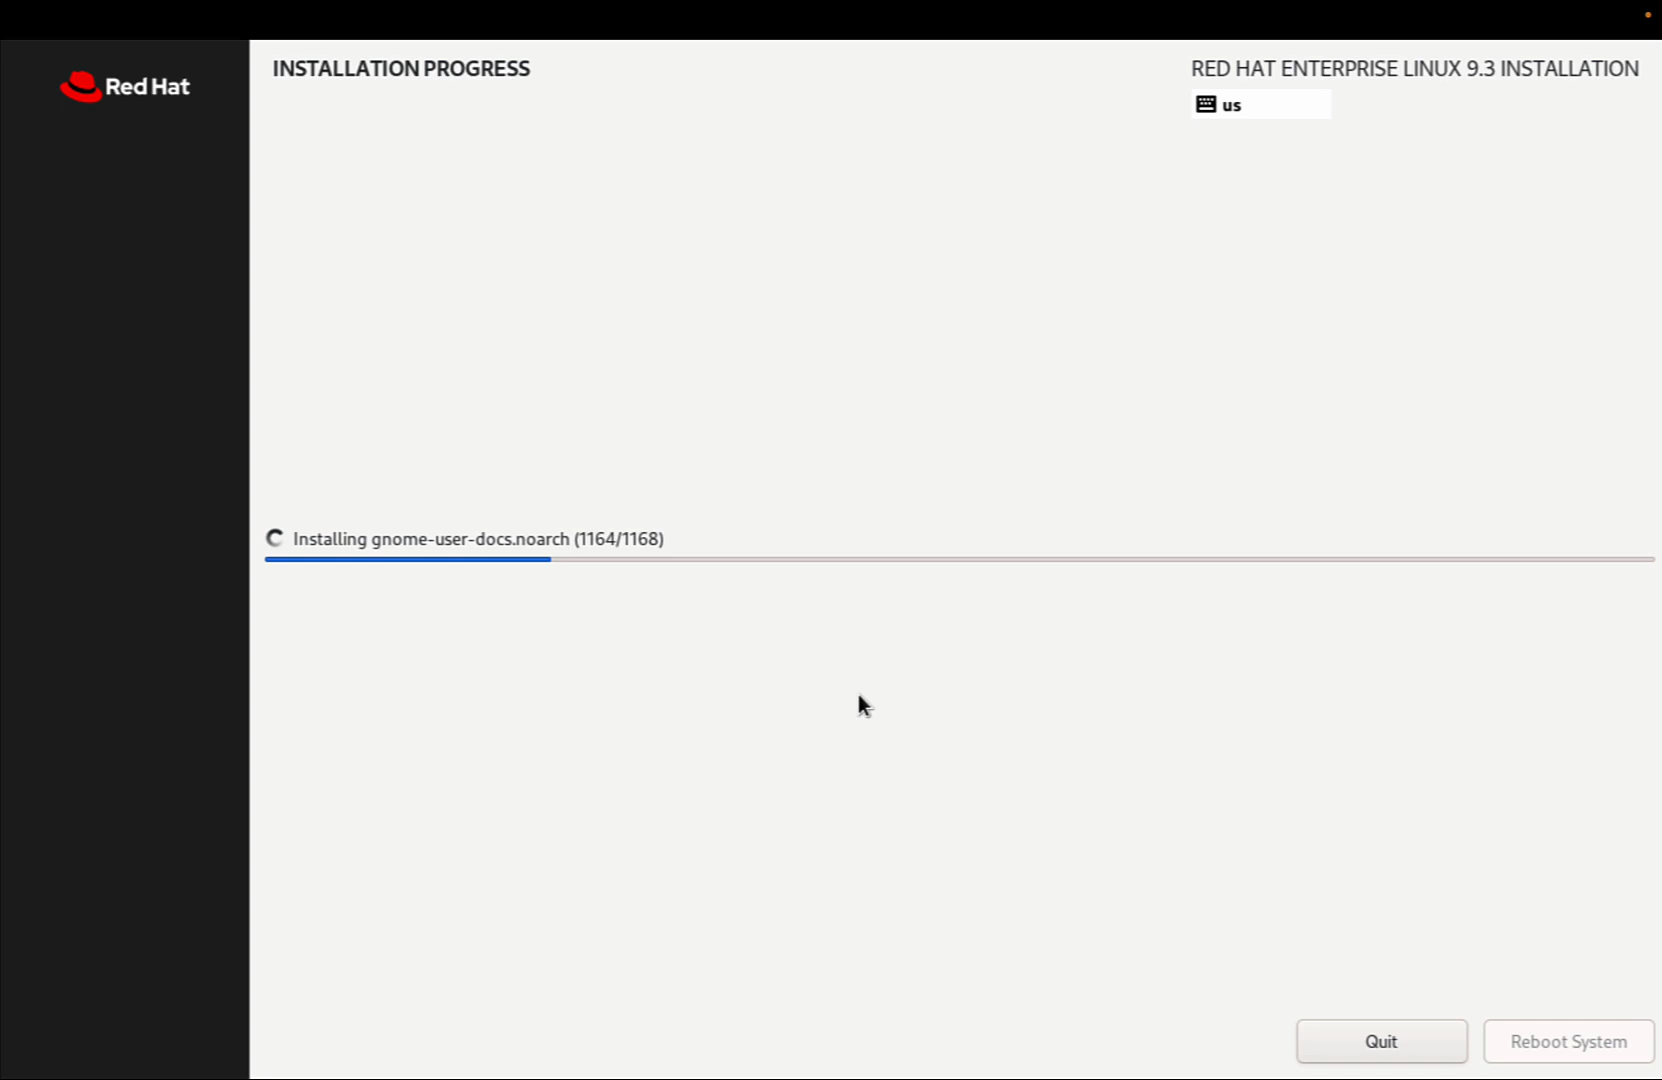 Red Hat
INSTALLATION PROGRESS
RED HAT ENTERPRISE LINUX 9.3 INSTALLATION
us
Installing gnome-user-docs.noarch (1164/1168)
Quit
Reboot System